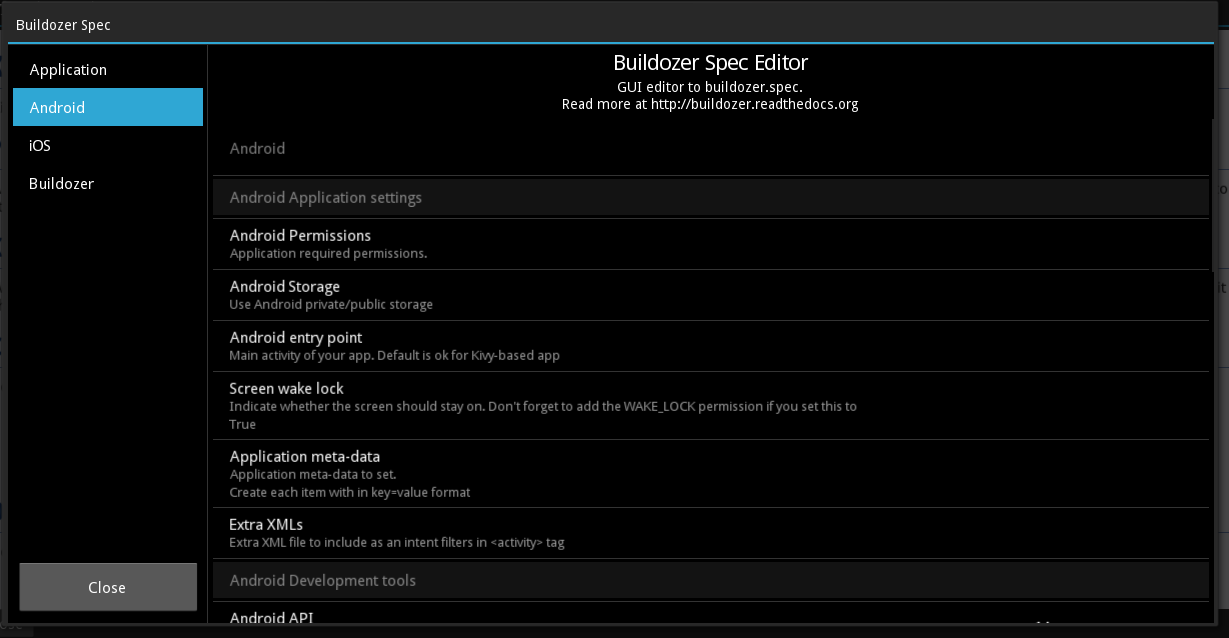 Buildozer Spec
Application
Android
iOS
Buildozer
Close
Buildozer Spec Editor
GUI editor to buildozer.spec.
Read more at http://buildozer.readthedocs.org
Android
Android Application settings
Android Permissions
Application required permissions.
Android Storage
Use Android private/public storage
Android entry point
Main activity of your app. Default is ok for Kivy-based app
Screen wake lock
Indicate whether the screen should stay on. Don't forget to add the WAKE_LOCK permission if you set this to
True
Application meta-data
Application meta-data to set.
Create each item with in key=value format
Extra XMLs
Extra XML file to include as an intent filters in <activity> tag
Android Development tools
Android API